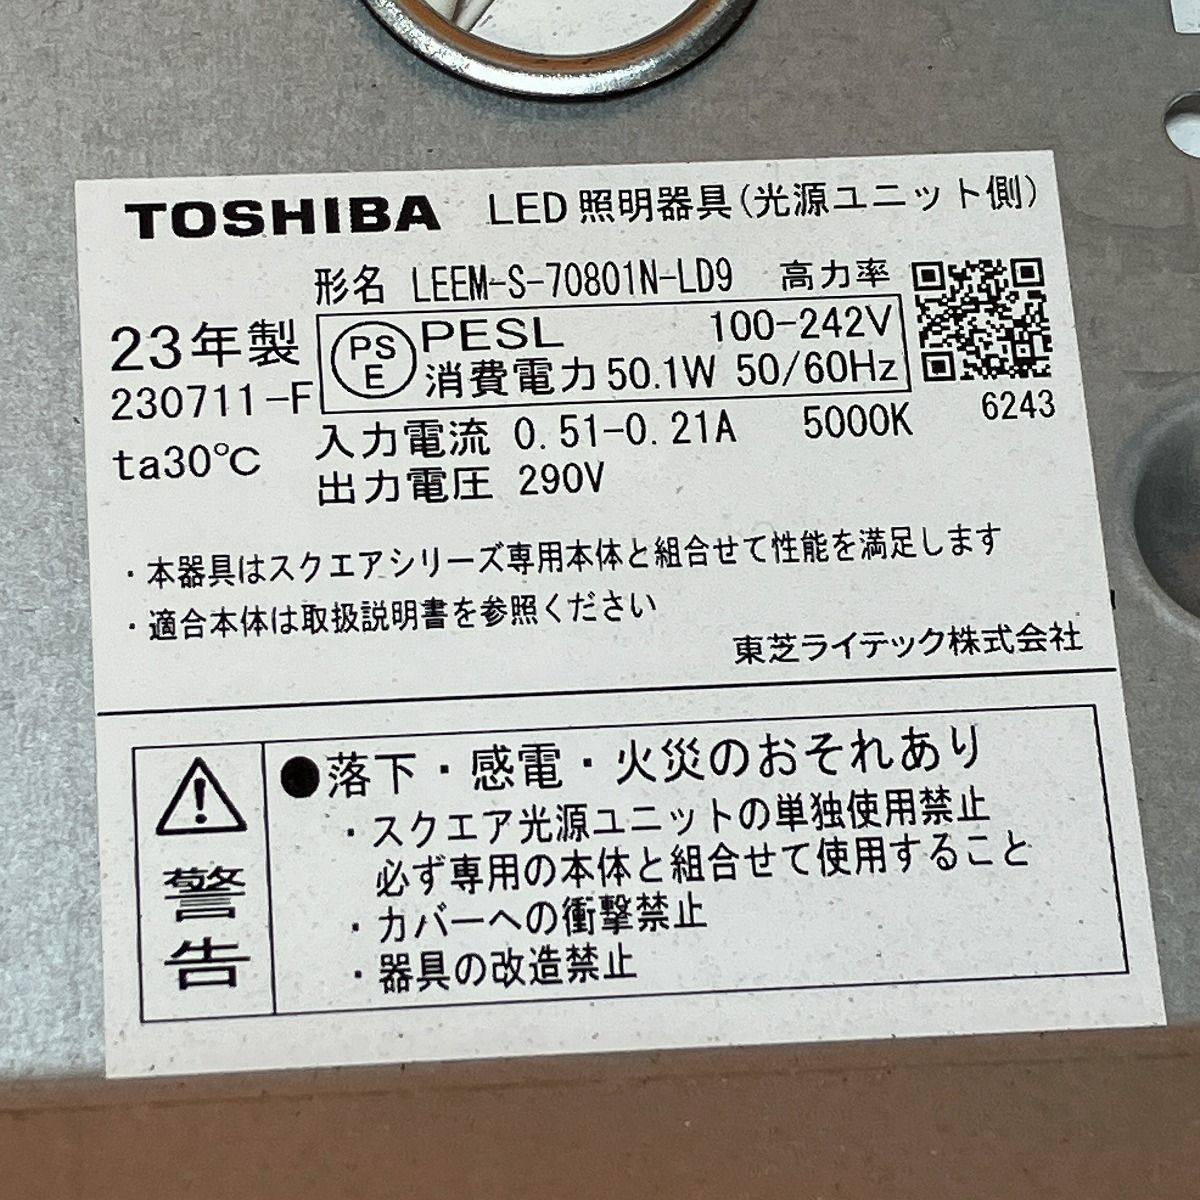 TOSHIBA LED照明器具(光源ユニット側)
形名 LEEM-S-70801N-LD9 高力率
23年製 PSE PESL 100-242V
230711-F 消費電力50.1W 50/60Hz
ta30℃ 入力電流 0.51-0.21A 5000K 6243
出力電圧 290V
・本器具はスクエアシリーズ専用本体と組合せて性能を満足します
・適合本体は取扱説明書を参照ください
東芝ライテック株式会社
警告
●落下・感電・火災のおそれあり
・スクエア光源ユニットの単独使用禁止
必ず専用の本体と組合せて使用すること
・カバーへの衝撃禁止
・器具の改造禁止